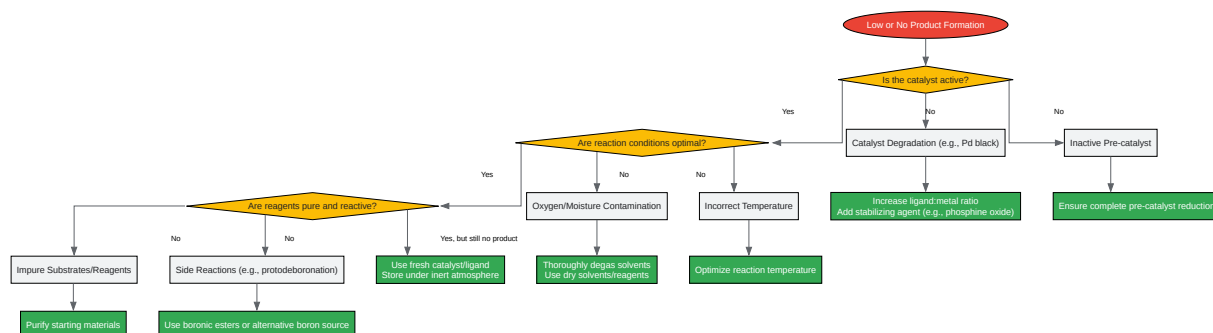 Low or No Product Formation
Is the catalyst active?
Yes
No
No
Are reaction conditions optimal?
Catalyst Degradation (e.g., Pd black)
Inactive Pre-catalyst
Yes
No
No
Are reagents pure and reactive?
Oxygen/Moisture Contamination
Incorrect Temperature
Increase ligand:metal ratio
Add stabilizing agent (e.g., phosphine oxide)
Ensure complete pre-catalyst reduction
No
No
Yes, but still no product
Impure Substrates/Reagents
Side Reactions (e.g., protodeboronation)
Use fresh catalyst/ligand
Store under inert atmosphere
Thoroughly degas solvents
Use dry solvents/reagents
Optimize reaction temperature
Purify starting materials
Use boronic esters or alternative boron source